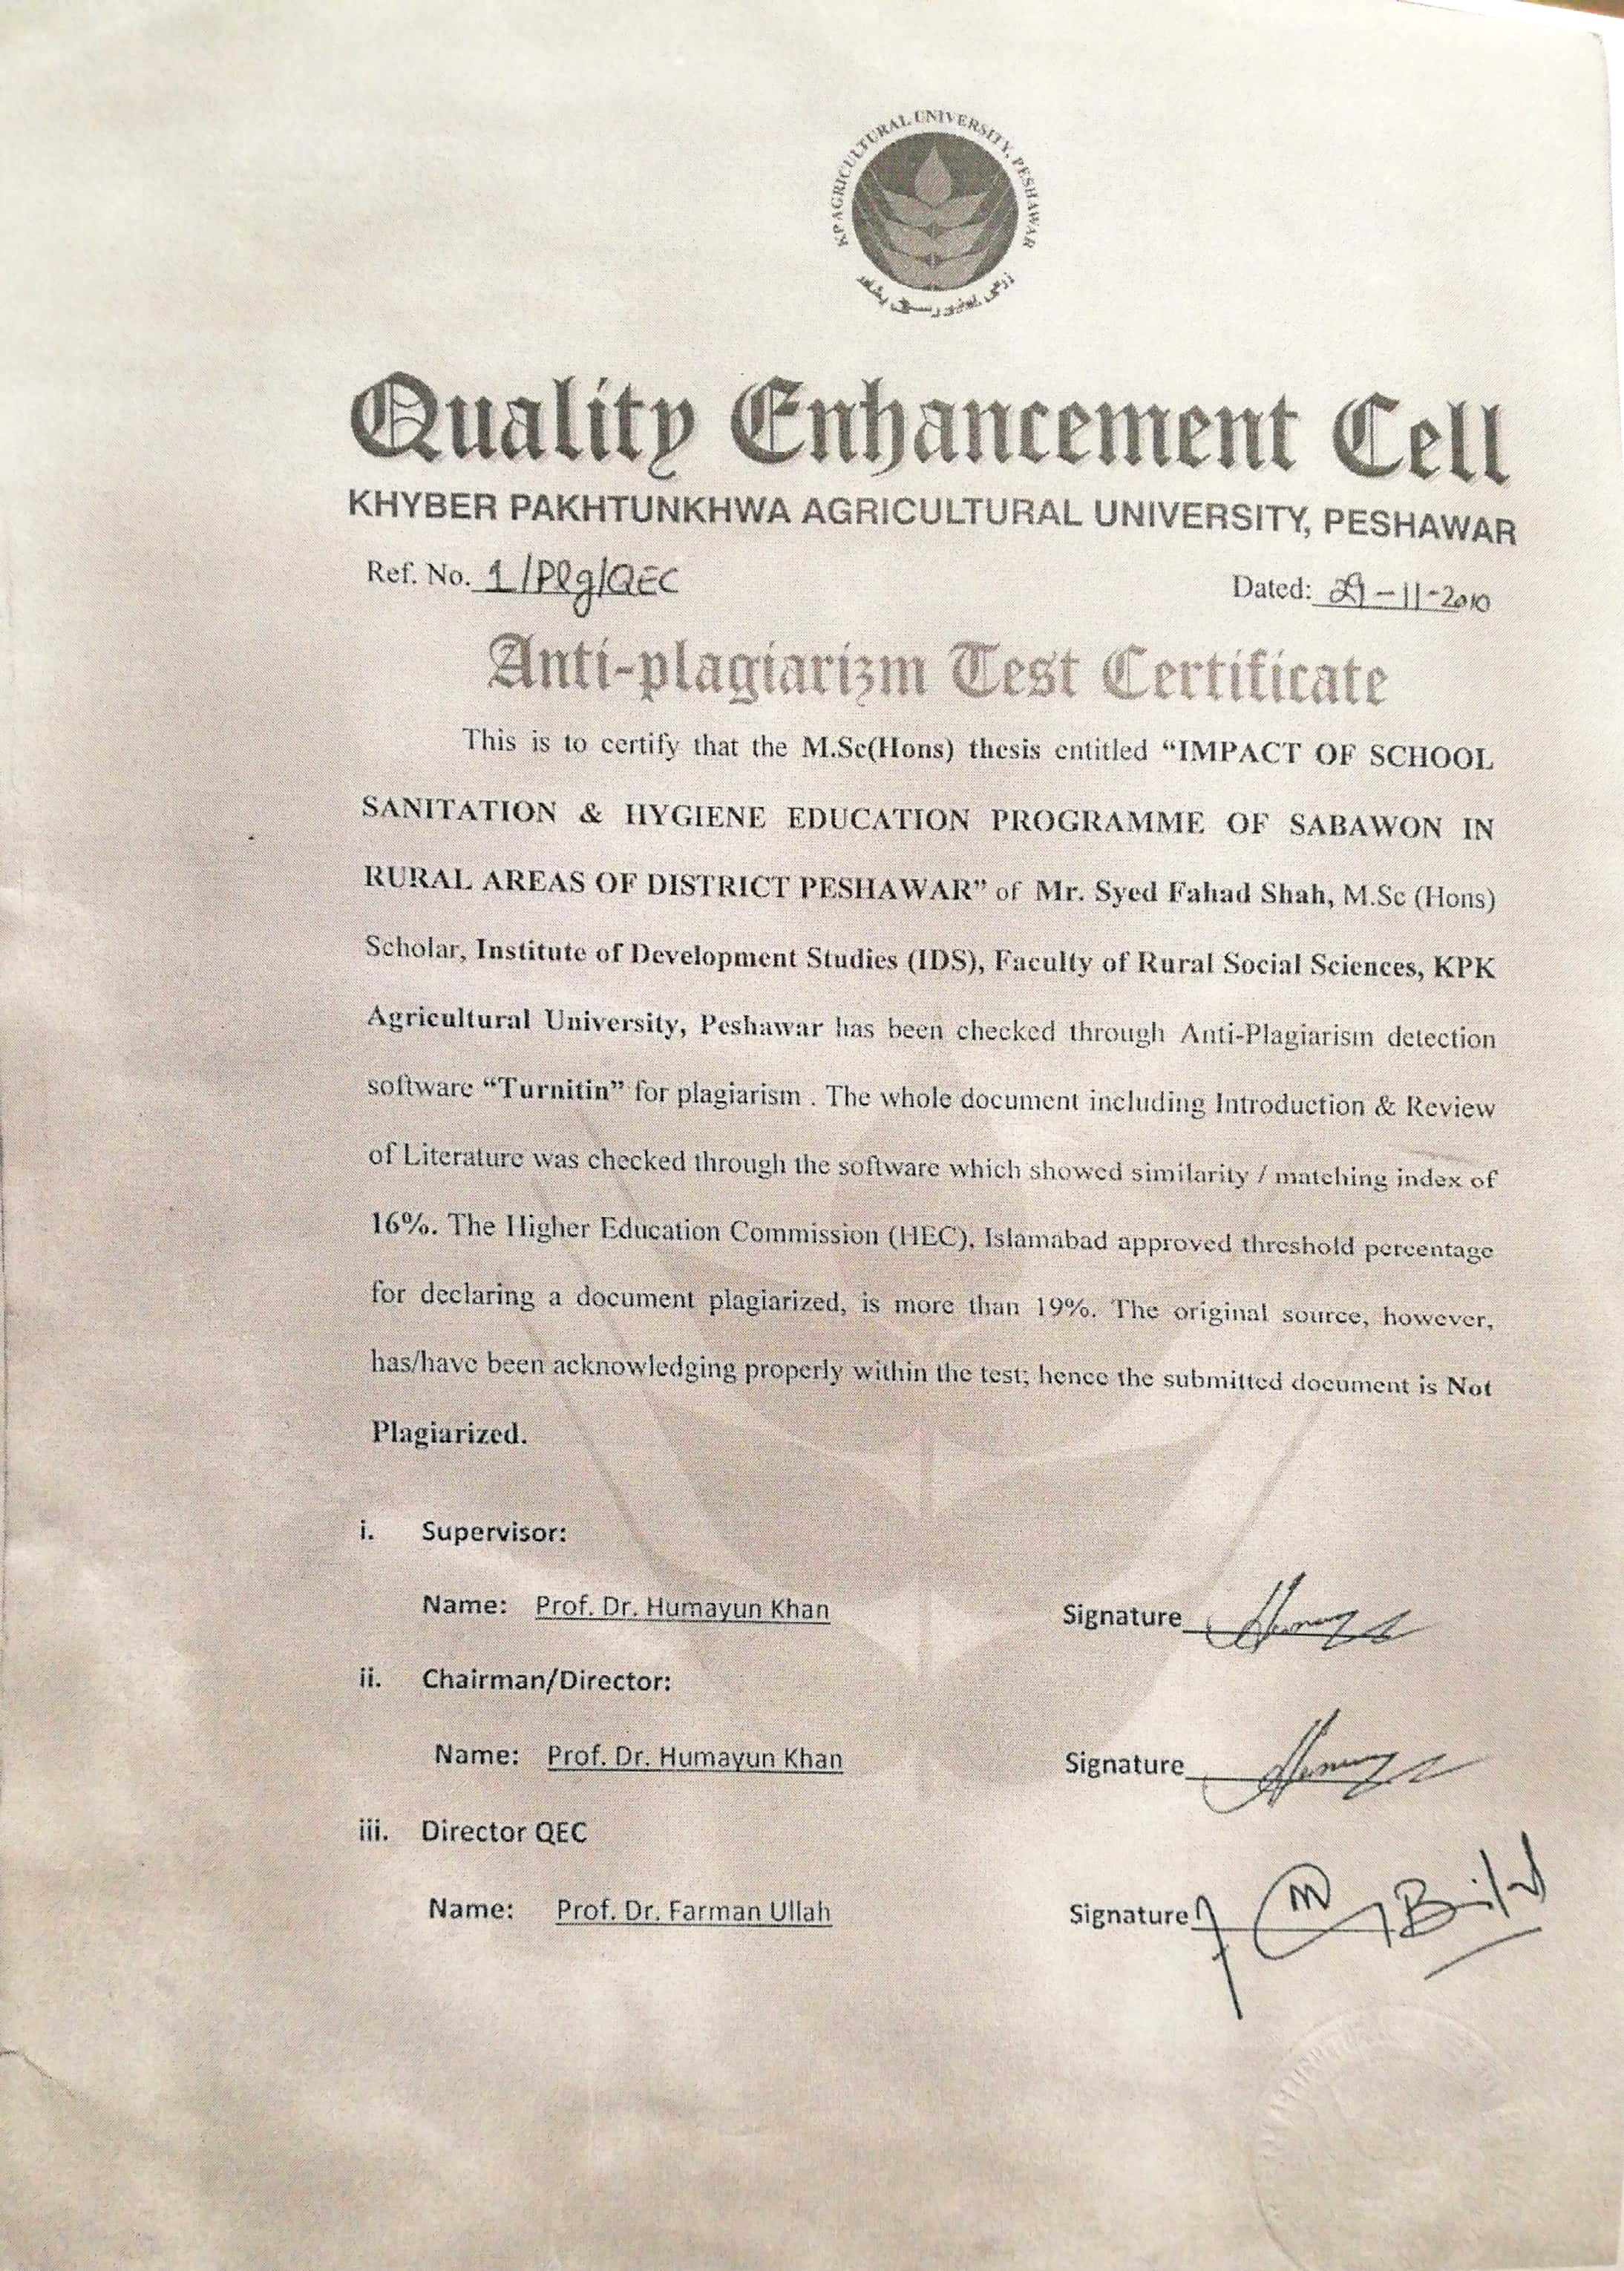 KP AGRICULTURAL UNIVERSITY, PESHAWAR
زرعی یونیورسٹی پشاور
Quality Enhancement Cell
KHYBER PAKHTUNKHWA AGRICULTURAL UNIVERSITY, PESHAWAR
Ref. No. 1/Plg/QEC Dated: 29-11-2010
Anti-plagiarizm Test Certificate
This is to certify that the M.Sc(Hons) thesis entitled “IMPACT OF SCHOOL
SANITATION & HYGIENE EDUCATION PROGRAMME OF SABAWON IN
RURAL AREAS OF DISTRICT PESHAWAR” of Mr. Syed Fahad Shah, M.Sc (Hons)
Scholar, Institute of Development Studies (IDS), Faculty of Rural Social Sciences, KPK
Agricultural University, Peshawar has been checked through Anti-Plagiarism detection
software “Turnitin” for plagiarism . The whole document including Introduction & Review
of Literature was checked through the software which showed similarity / matching index of
16%. The Higher Education Commission (HEC), Islamabad approved threshold percentage
for declaring a document plagiarized, is more than 19%. The original source, however,
has/have been acknowledging properly within the test; hence the submitted document is Not
Plagiarized.
i. Supervisor:
Name: Prof. Dr. Humayun Khan Signature
ii. Chairman/Director:
Name: Prof. Dr. Humayun Khan Signature
iii. Director QEC
Name: Prof. Dr. Farman Ullah Signature